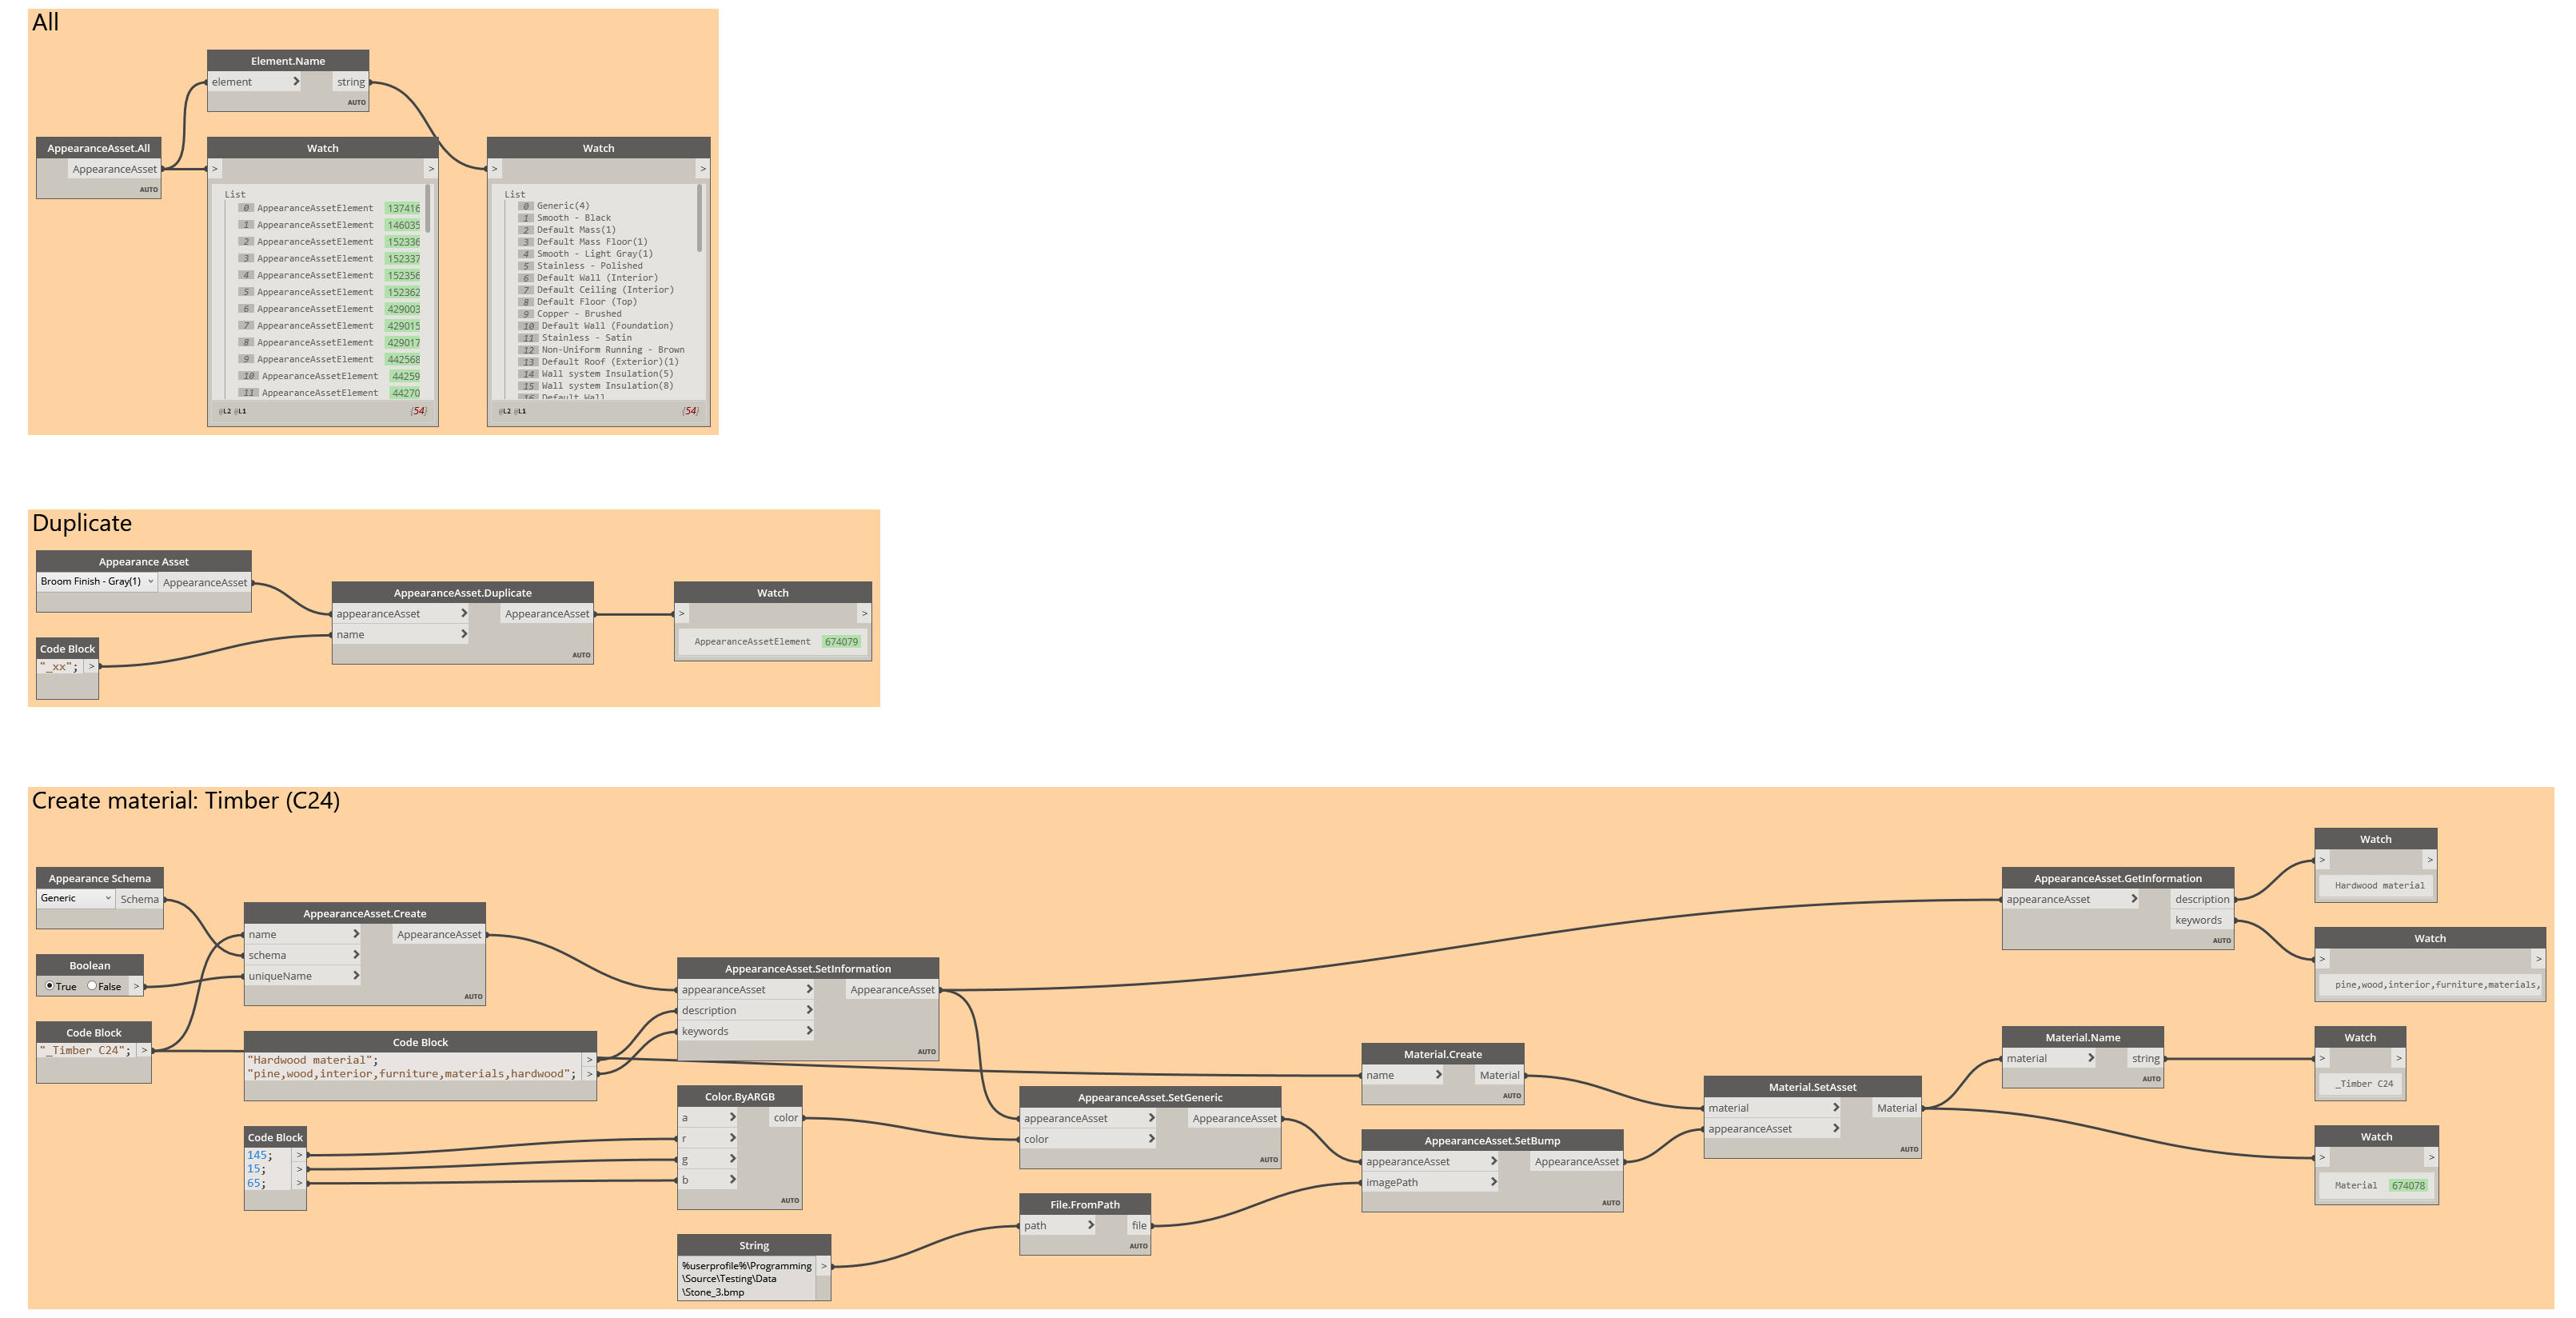 All
Element.Name
element > string
AUTO
AppearanceAsset.All
AppearanceAsset
AUTO
Watch
> >
List
0 AppearanceAssetElement 137416
1 AppearanceAssetElement 146035
2 AppearanceAssetElement 152336
3 AppearanceAssetElement 152337
4 AppearanceAssetElement 152356
5 AppearanceAssetElement 152362
6 AppearanceAssetElement 429003
7 AppearanceAssetElement 429015
8 AppearanceAssetElement 429017
9 AppearanceAssetElement 442568
10 AppearanceAssetElement 44259
11 AppearanceAssetElement 44270
@L2 @L1 {54}
Watch
> >
List
0 Generic(4)
1 Smooth - Black
2 Default Mass(1)
3 Default Mass Floor(1)
4 Smooth - Light Gray(1)
5 Stainless - Polished
6 Default Wall (Interior)
7 Default Ceiling (Interior)
8 Default Floor (Top)
9 Copper - Brushed
10 Default Wall (Foundation)
11 Stainless - Satin
12 Non-Uniform Running - Brown
13 Default Roof (Exterior)(1)
14 Wall system Insulation(5)
15 Wall system Insulation(8)
16 Default Wall
@L2 @L1 {54}
Duplicate
Appearance Asset
Broom Finish - Gray(1) AppearanceAsset
Code Block
"_xx"; >
AppearanceAsset.Duplicate
appearanceAsset > AppearanceAsset
name >
AUTO
Watch
> >
AppearanceAssetElement 674079
Create material: Timber (C24)
Appearance Schema
Generic Schema
Boolean
True False >
Code Block
"_Timber C24"; >
AppearanceAsset.Create
name > AppearanceAsset
schema >
uniqueName >
AUTO
Code Block
"Hardwood material"; >
"pine,wood,interior,furniture,materials,hardwood"; >
Code Block
145; >
15; >
65; >
AppearanceAsset.SetInformation
appearanceAsset > AppearanceAsset
description >
keywords >
AUTO
Color.ByARGB
a > color
r >
g >
b >
AUTO
String
%userprofile%\Programming >
\Source\Testing\Data
\Stone_3.bmp
AppearanceAsset.SetGeneric
appearanceAsset > AppearanceAsset
color >
AUTO
File.FromPath
path > file
AUTO
Material.Create
name > Material
AUTO
AppearanceAsset.SetBump
appearanceAsset > AppearanceAsset
imagePath >
AUTO
Material.SetAsset
material > Material
appearanceAsset >
AUTO
AppearanceAsset.GetInformation
appearanceAsset > description
keywords
AUTO
Material.Name
material > string
AUTO
Watch
> >
Hardwood material
Watch
> >
pine,wood,interior,furniture,materials,
Watch
> >
_Timber C24
Watch
> >
Material 674078